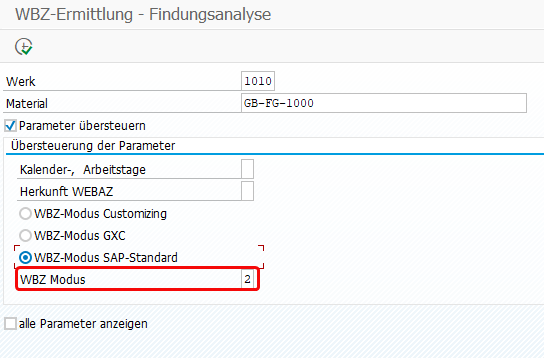 WBZ-Ermittlung - Findungsanalyse
Werk 1010
Material GB-FG-1000
Parameter übersteuern
Übersteuerung der Parameter
Kalender-, Arbeitstage
Herkunft WEBAZ
WBZ-Modus Customizing
WBZ-Modus GXC
WBZ-Modus SAP-Standard
WBZ Modus 2
alle Parameter anzeigen